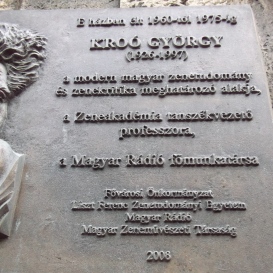 E házban élt 1960-tól 1975-ig
KROÓ GYÖRGY
(1926-1997)
a modern magyar zenetudomány
és zenekritika meghatározó alakja,
a Zeneakadémia tanszékvezető
professzora,
a Magyar Rádió főmunkatársa
Fővárosi Önkormányzat
Liszt Ferenc Zenetudományi Egyetem
Magyar Rádió
Magyar Zeneművészeti Társaság
2008